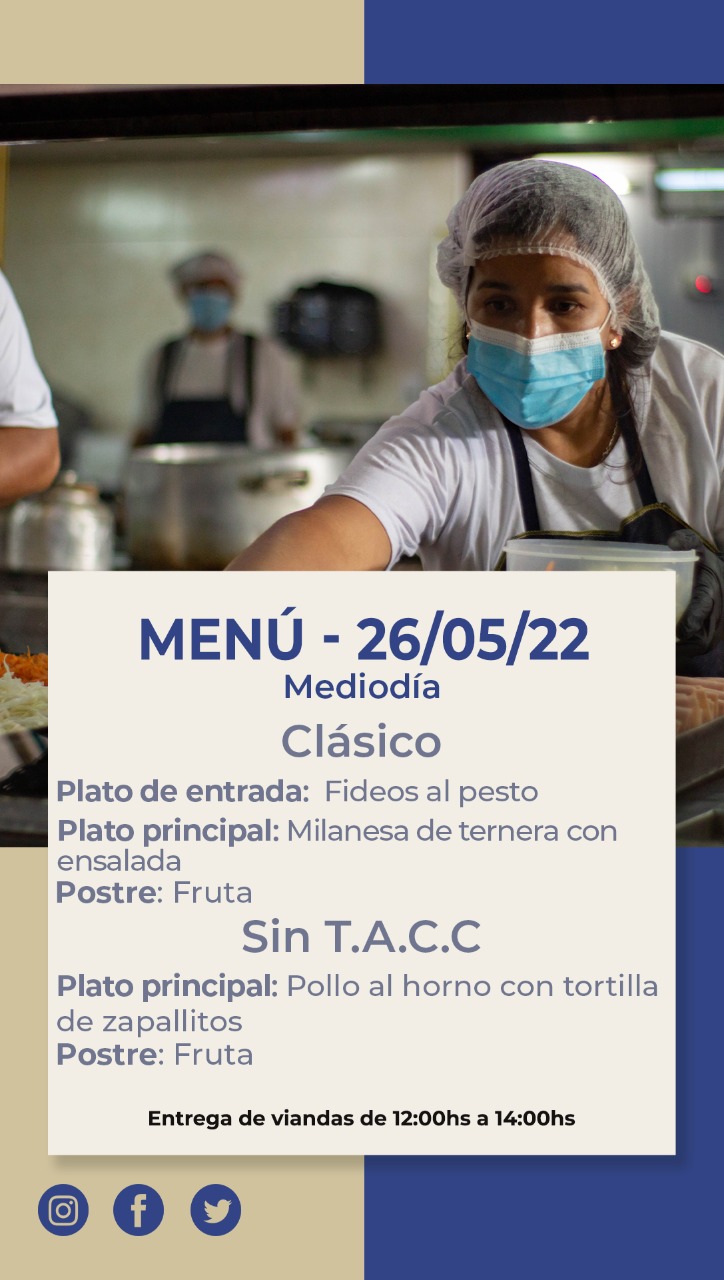 MENÚ - 26/05/22
Mediodía
Clásico
Plato de entrada: Fideos al pesto
Plato principal: Milanesa de ternera con
ensalada
Postre: Fruta
Sin T.A.C.C
Plato principal: Pollo al horno con tortilla
de zapallitos
Postre: Fruta
Entrega de viandas de 12:00hs a 14:00hs